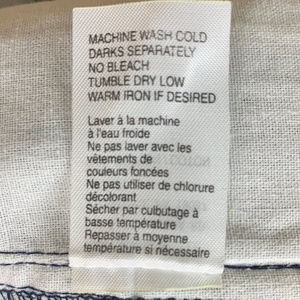 MACHINE WASH COLD
DARKS SEPARATELY
NO BLEACH
TUMBLE DRY LOW
WARM IRON IF DESIRED
Laver à la machine
à l'eau froide
Ne pas laver avec les
vêtements de
couleurs foncées
Ne pas utiliser de chlorure
décolorant
Sécher par culbutage à
basse température
Repasser à moyenne
température si nécessaire